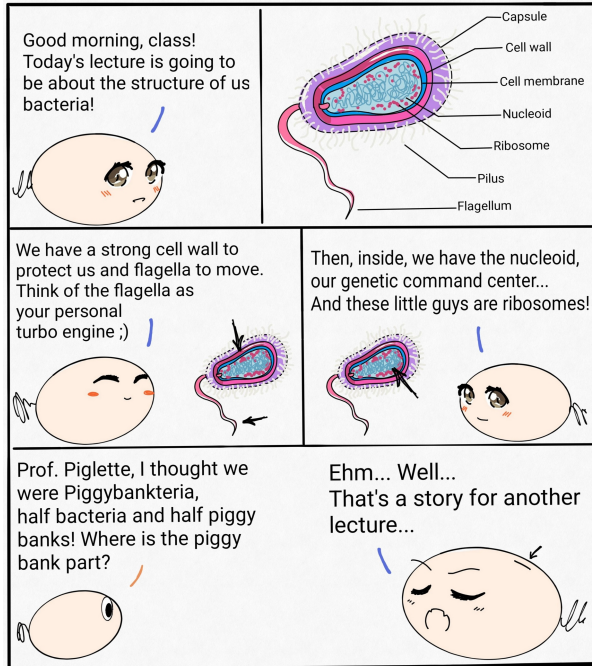 Good morning, class!
Today's lecture is going to
be about the structure of us
bacteria!
Capsule
Cell wall
Cell membrane
Nucleoid
Ribosome
Pilus
Flagellum
We have a strong cell wall to
protect us and flagella to move.
Think of the flagella as
your personal
turbo engine ;)
Then, inside, we have the nucleoid,
our genetic command center...
And these little guys are ribosomes!
Prof. Piglette, I thought we
were Piggybankteria,
half bacteria and half piggy
banks! Where is the piggy
bank part?
Ehm... Well...
That's a story for another
lecture...